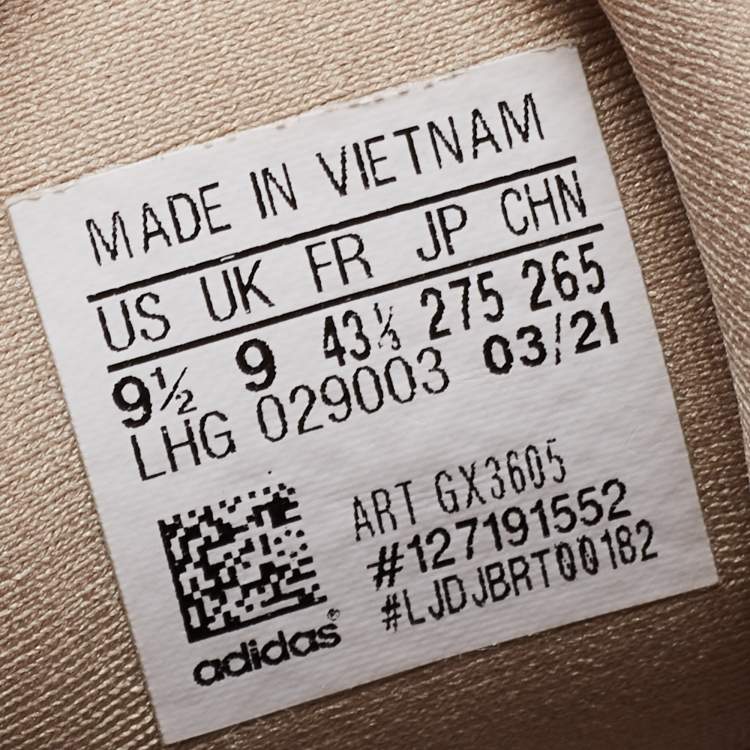 MADE IN VIETNAM
US UK FR JP CHN
9½ 9 43⅓ 275 265
LHG 029003 03/21
ART GX3605
#127191552
#LJDJBRT00182
adidas®